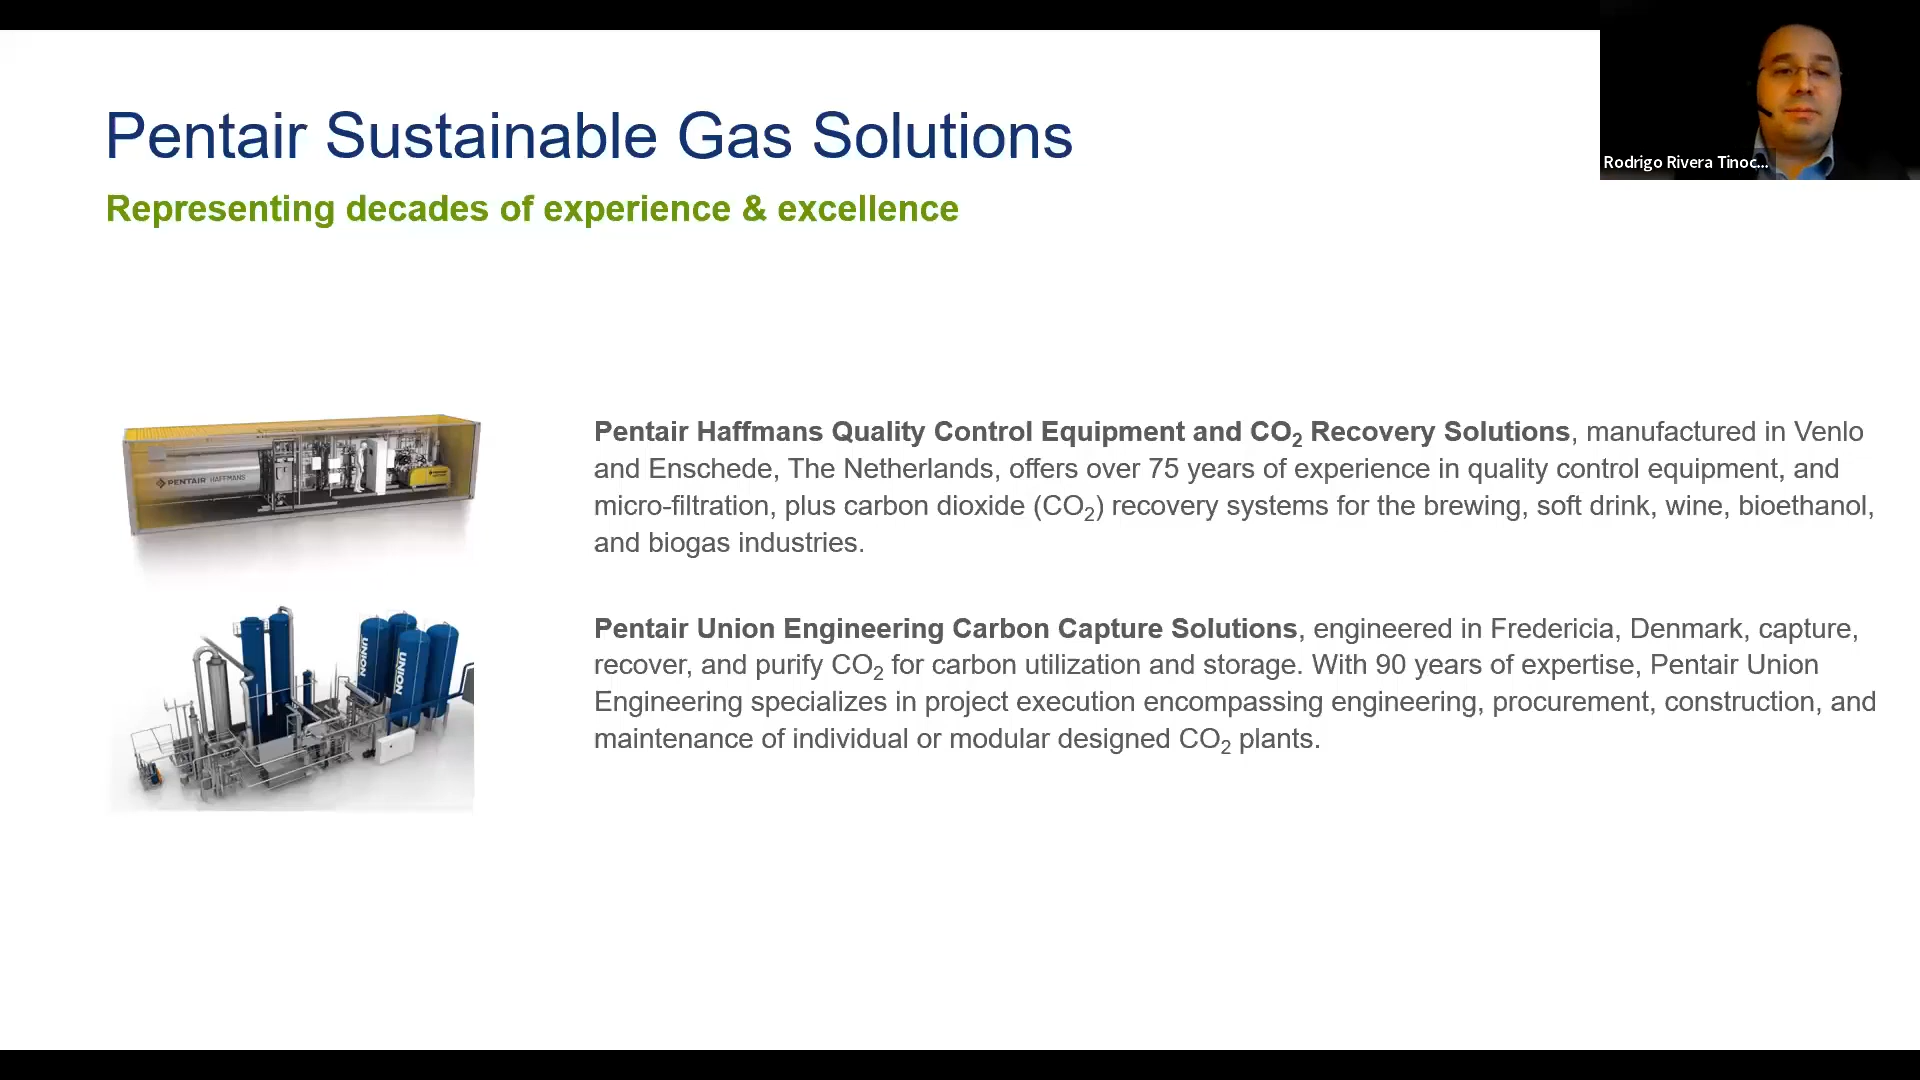 Pentair Sustainable Gas Solutions
Representing decades of experience & excellence
Rodrigo Rivera Tinoc...
PENTAIR HAFFMANS
Pentair Haffmans Quality Control Equipment and CO₂ Recovery Solutions, manufactured in Venlo
and Enschede, The Netherlands, offers over 75 years of experience in quality control equipment, and
micro-filtration, plus carbon dioxide (CO₂) recovery systems for the brewing, soft drink, wine, bioethanol,
and biogas industries.
UNION
UNION
Pentair Union Engineering Carbon Capture Solutions, engineered in Fredericia, Denmark, capture,
recover, and purify CO₂ for carbon utilization and storage. With 90 years of expertise, Pentair Union
Engineering specializes in project execution encompassing engineering, procurement, construction, and
maintenance of individual or modular designed CO₂ plants.